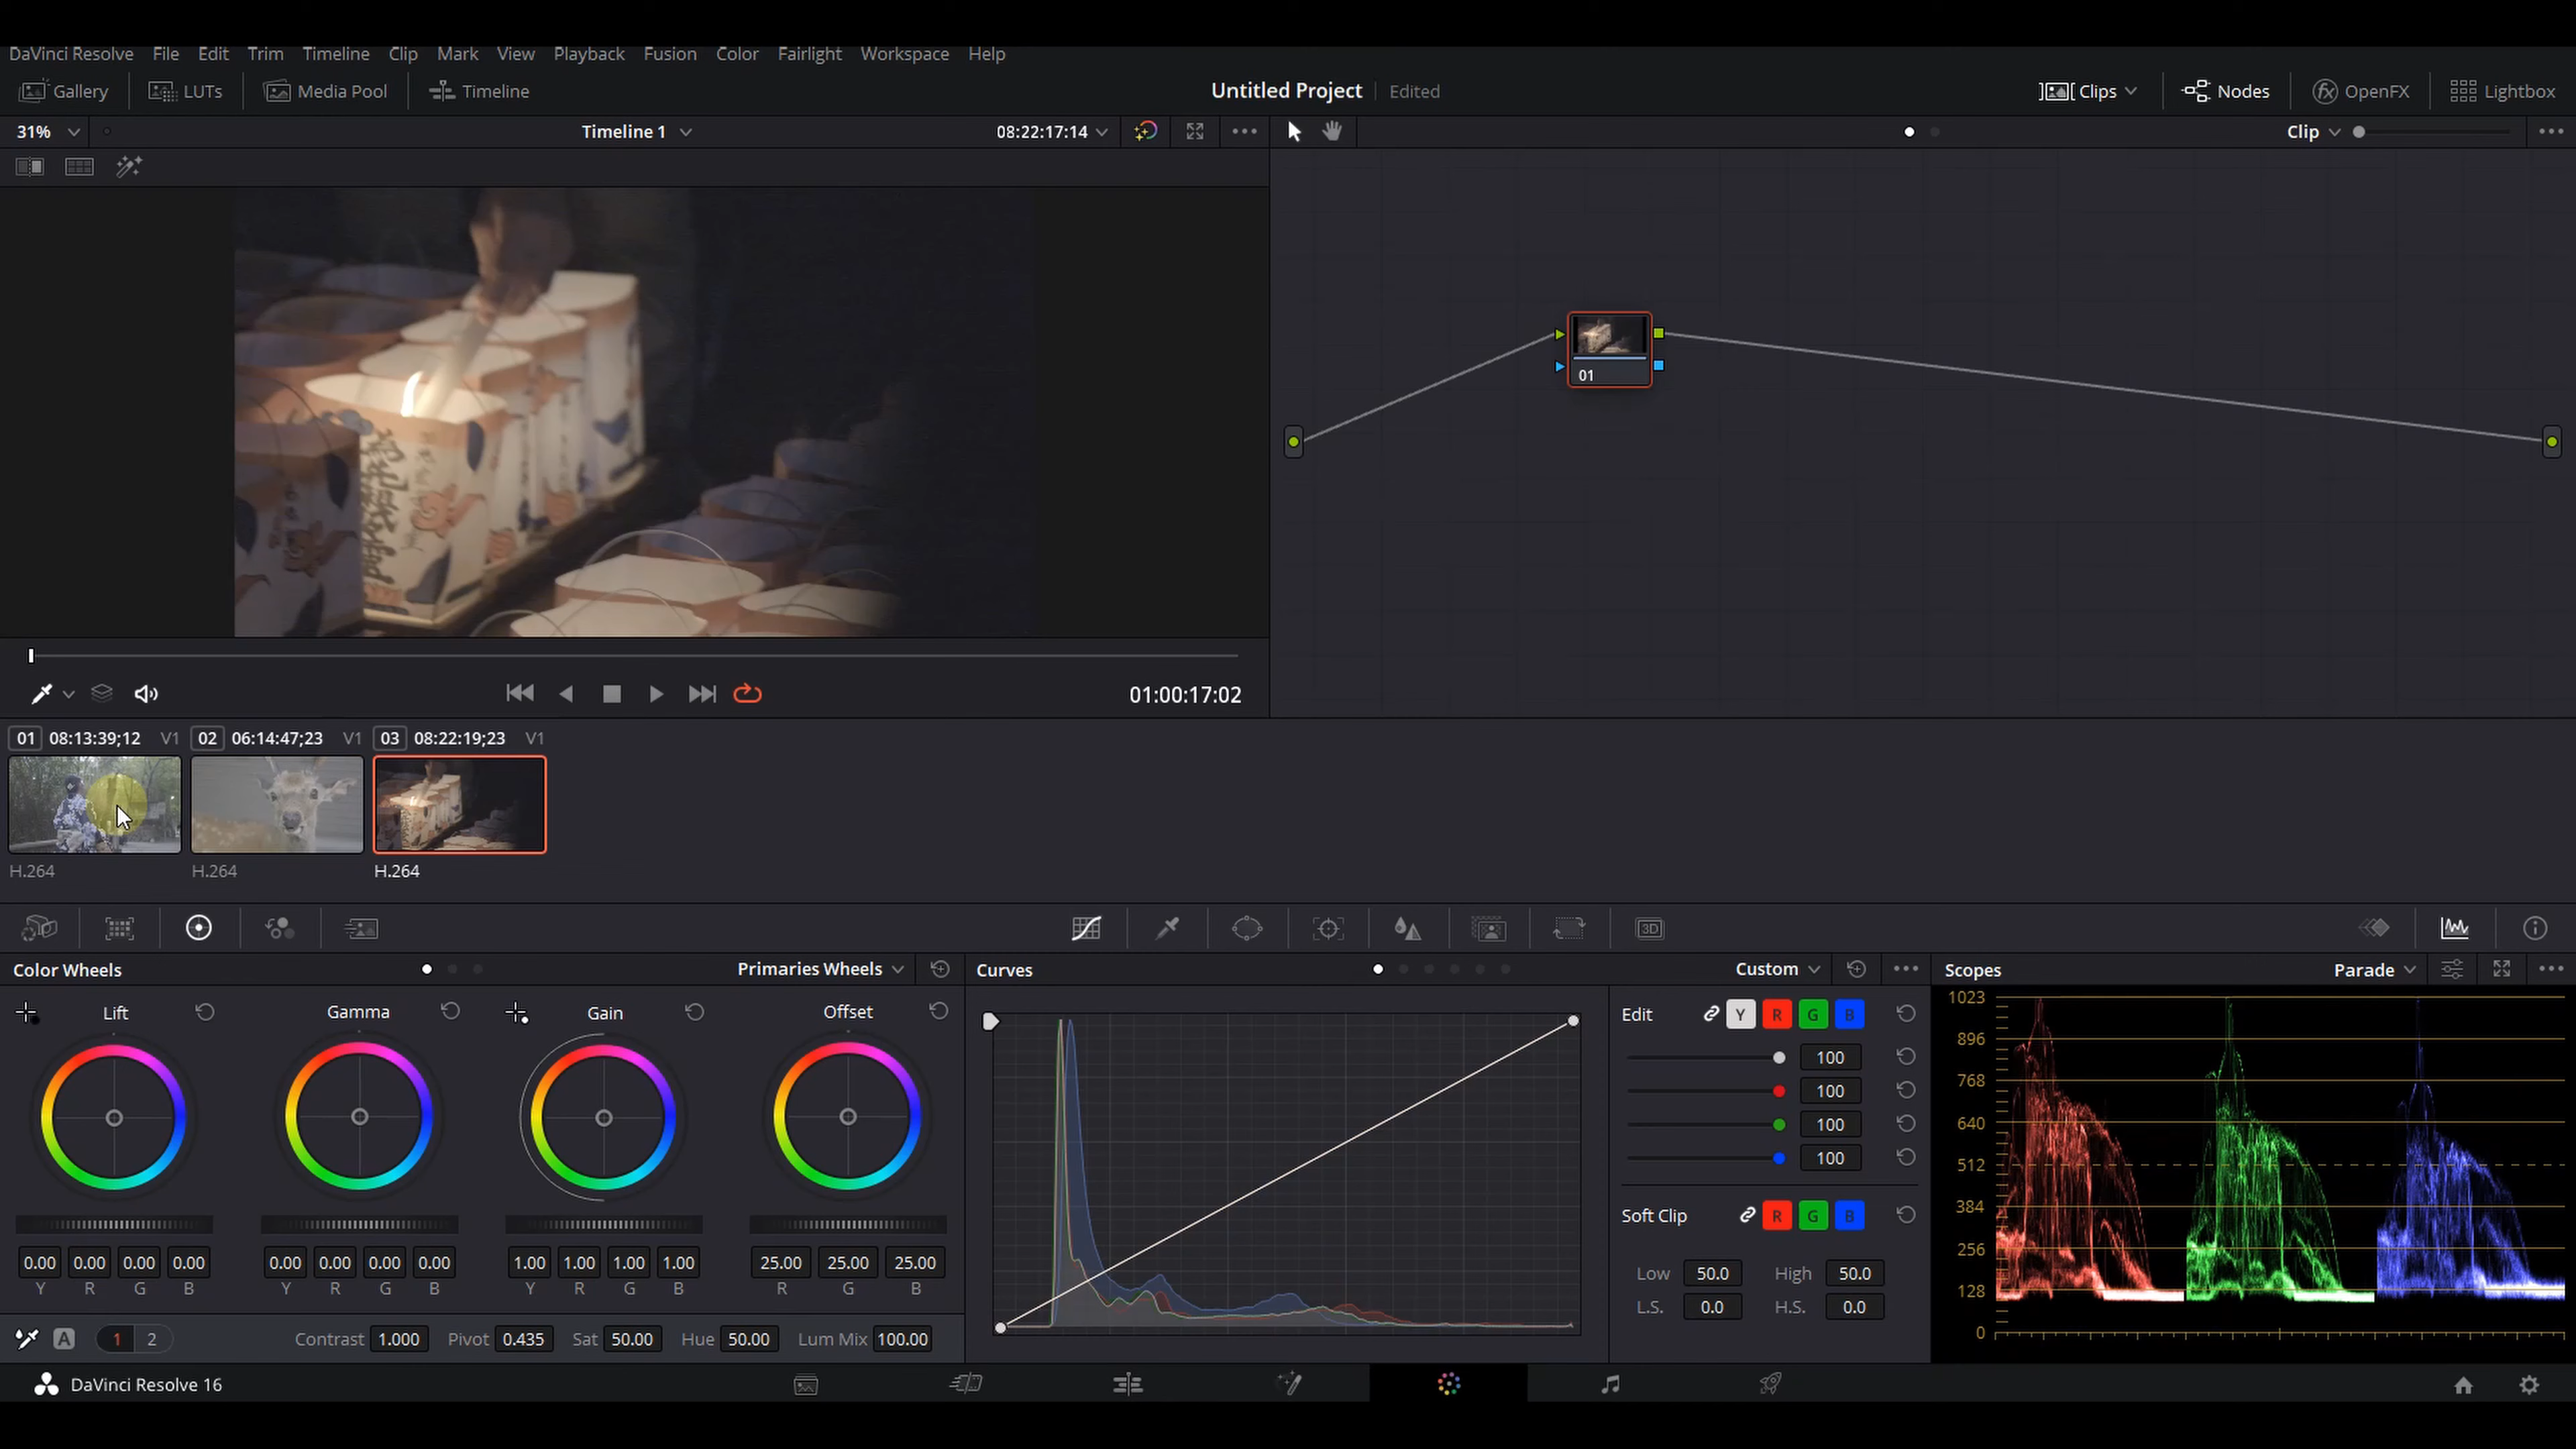 DaVinci Resolve File Edit Trim Timeline Clip Mark View Playback Fusion Color Fairlight Workspace Help
Gallery LUTs Media Pool Timeline Untitled Project Edited Clips Nodes OpenFX Lightbox
31% Timeline 1 08:22:17:14 Clip
01
01:00:17:02
01 08:13:39;12 V1 02 06:14:47;23 V1 03 08:22:19;23 V1
H.264 H.264 H.264
3D
Color Wheels Primaries Wheels Curves Custom Scopes Parade
Lift Gamma Gain Offset
Edit Y R G B
100
100
100
100
Soft Clip R G B
Low 50.0 High 50.0
L.S. 0.0 H.S. 0.0
1023
896
768
640
512
384
256
128
0
0.00 0.00 0.00 0.00 0.00 0.00 0.00 0.00 1.00 1.00 1.00 1.00 25.00 25.00 25.00
Y R G B Y R G B Y R G B R G B
A 1 2 Contrast 1.000 Pivot 0.435 Sat 50.00 Hue 50.00 Lum Mix 100.00
DaVinci Resolve 16